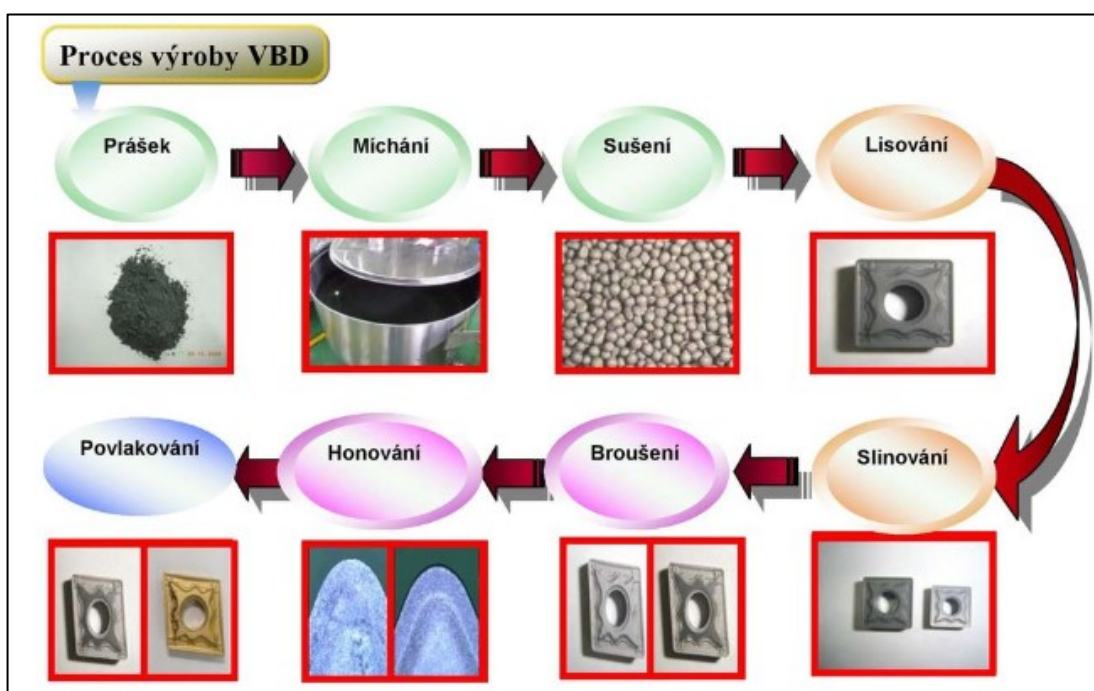 Proces výroby VBD
Prášek
Míchání
Sušení
Lisování
Slinování
Broušení
Honování
Povlakování